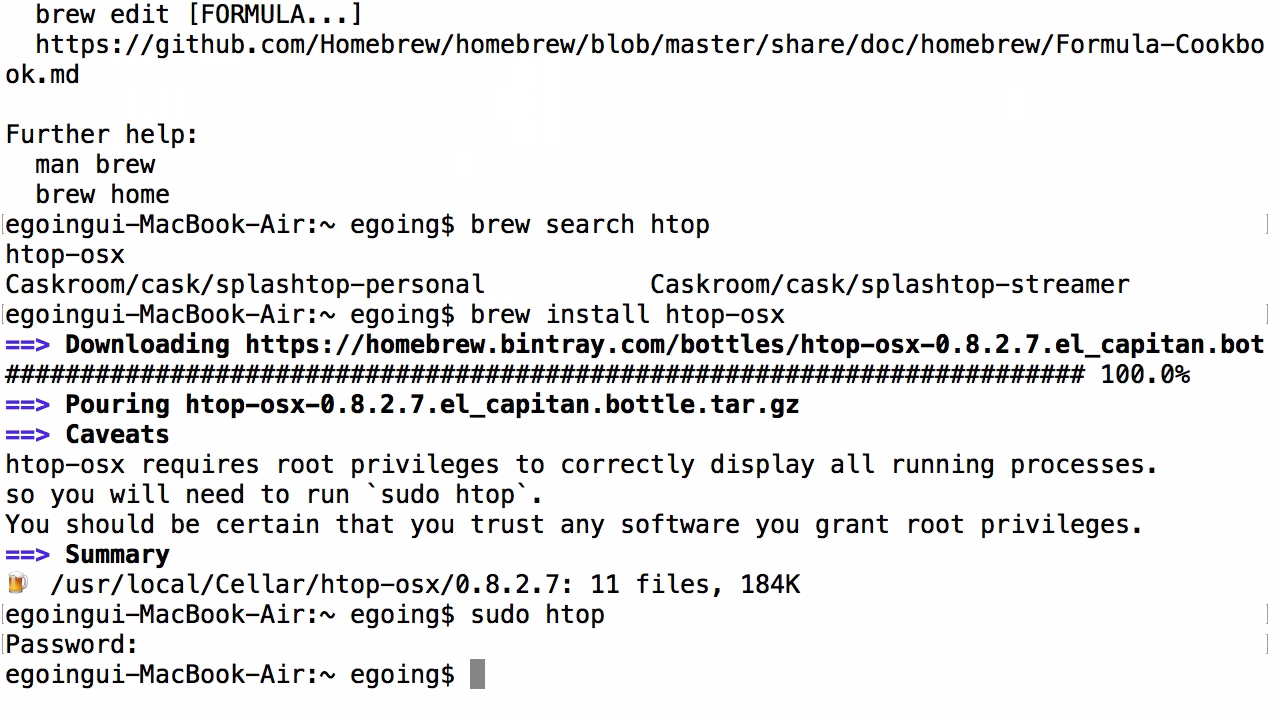 brew edit [FORMULA...]
https://github.com/Homebrew/homebrew/blob/master/share/doc/homebrew/Formula-Cookbo
ok.md
Further help:
man brew
brew home
egoingui-MacBook-Air:~ egoing$ brew search htop
htop-osx
Caskroom/cask/splashtop-personal Caskroom/cask/splashtop-streamer
egoingui-MacBook-Air:~ egoing$ brew install htop-osx
==> Downloading https://homebrew.bintray.com/bottles/htop-osx-0.8.2.7.el_capitan.bot
######################################################################## 100.0%
==> Pouring htop-osx-0.8.2.7.el_capitan.bottle.tar.gz
==> Caveats
htop-osx requires root privileges to correctly display all running processes.
so you will need to run `sudo htop`.
You should be certain that you trust any software you grant root privileges.
==> Summary
🍺 /usr/local/Cellar/htop-osx/0.8.2.7: 11 files, 184K
egoingui-MacBook-Air:~ egoing$ sudo htop
Password:
egoingui-MacBook-Air:~ egoing$